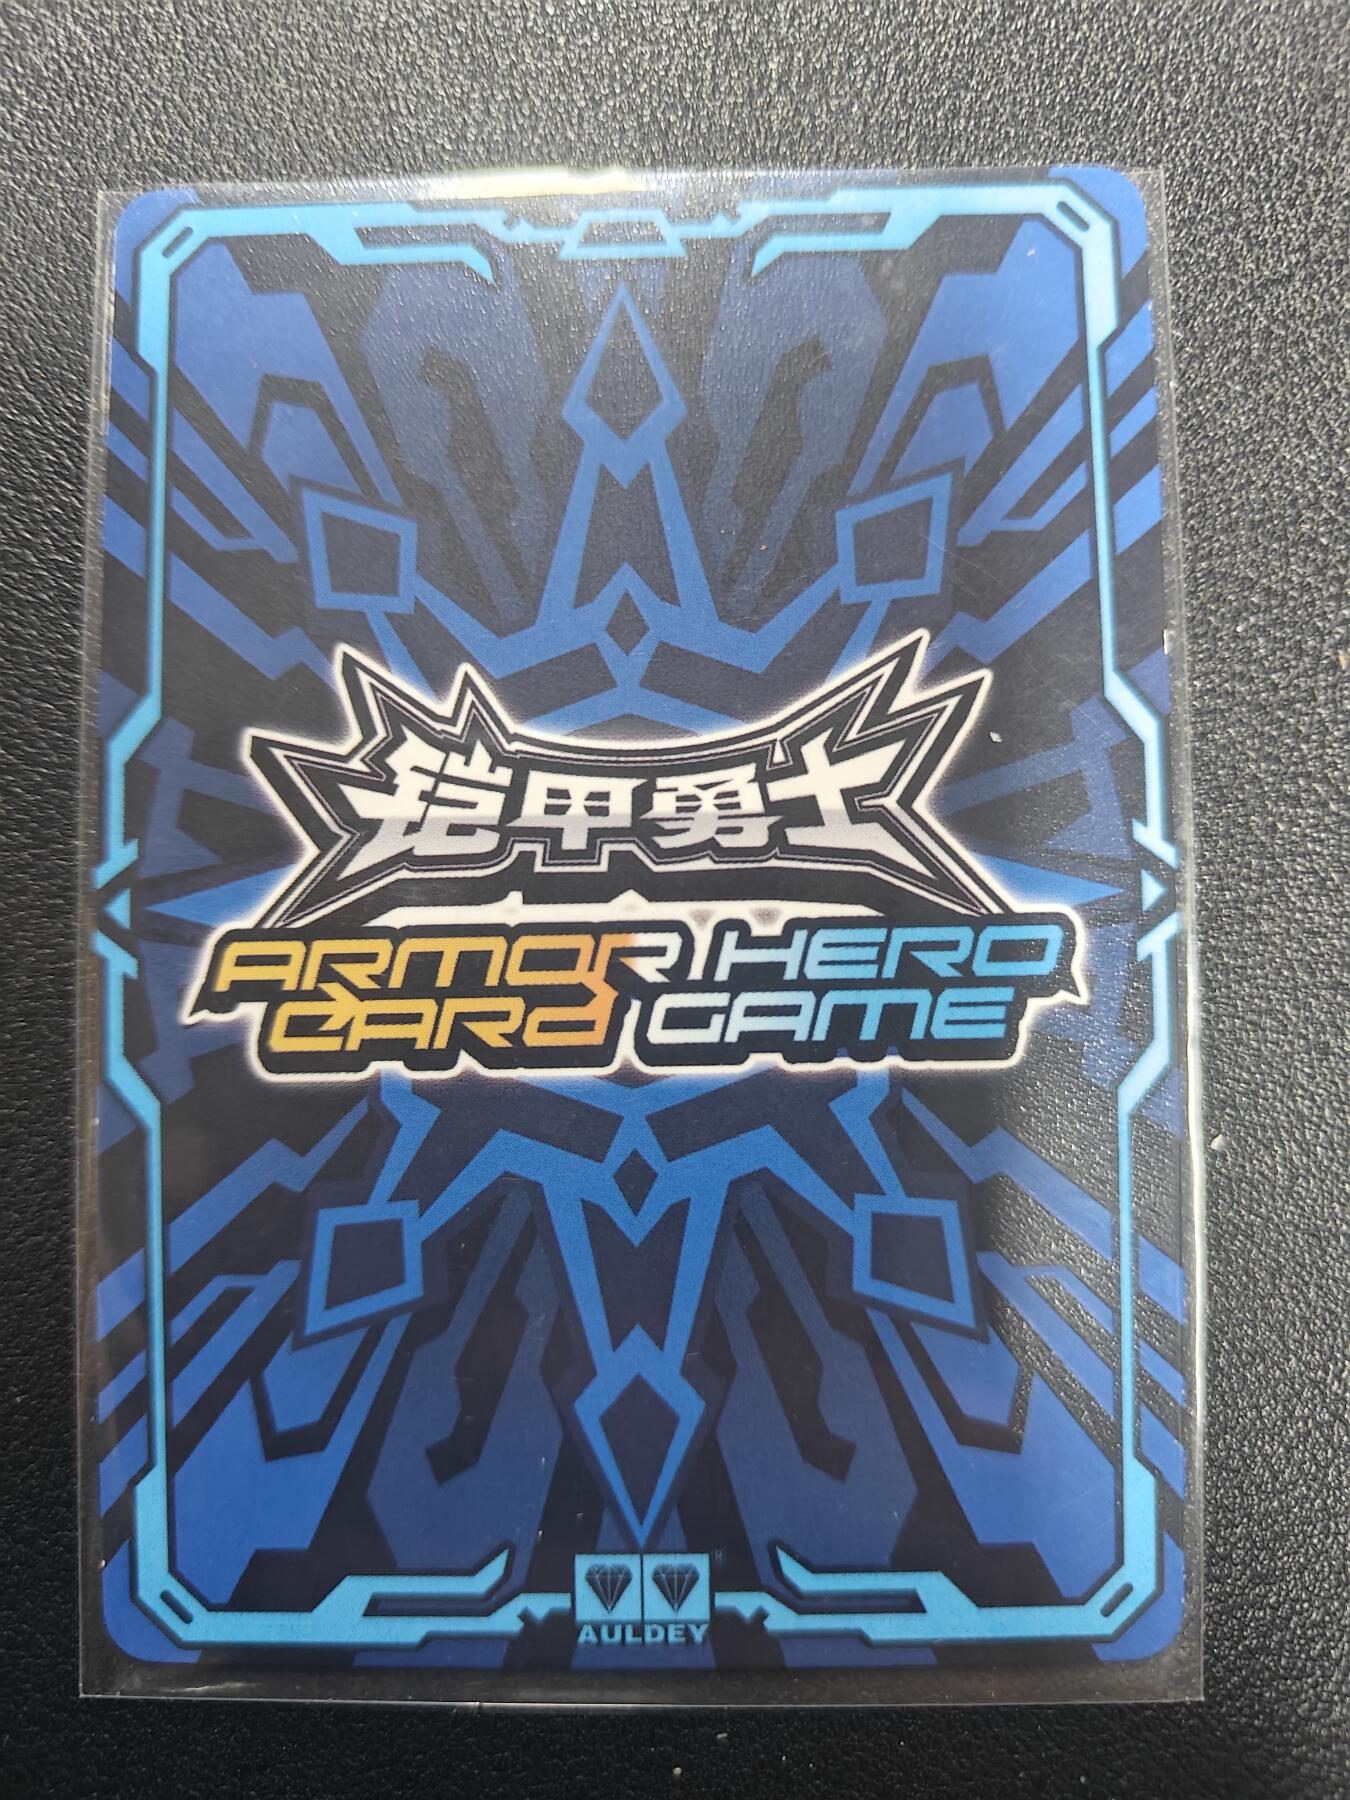 铠甲勇士
ARMOR HERO
CARD GAME
®
AULDEY